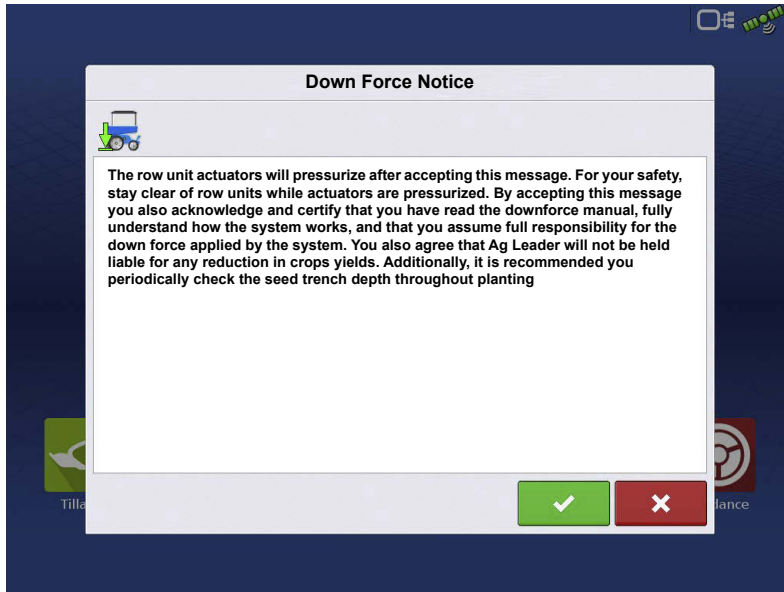 Down Force Notice
The row unit actuators will pressurize after accepting this message. For your safety,
stay clear of row units while actuators are pressurized. By accepting this message
you also acknowledge and certify that you have read the downforce manual, fully
understand how the system works, and that you assume full responsibility for the
down force applied by the system. You also agree that Ag Leader will not be held
liable for any reduction in crops yields. Additionally, it is recommended you
periodically check the seed trench depth throughout planting
Tilla
dance